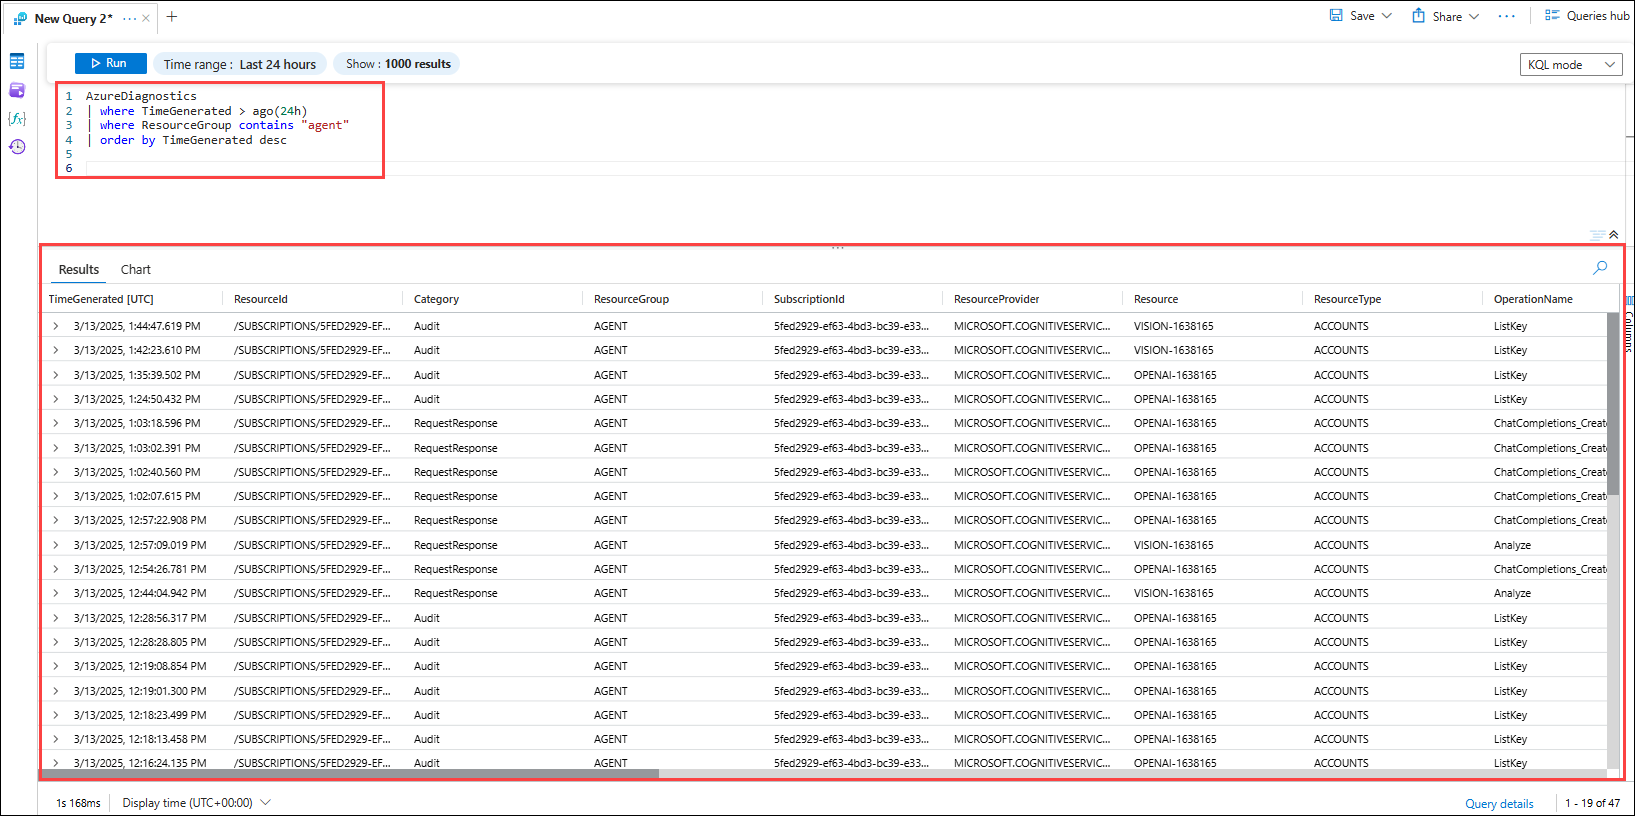 New Query 2* ··· × +
Save Share ··· Queries hub
Run Time range : Last 24 hours Show : 1000 results KQL mode
1 AzureDiagnostics
2 | where TimeGenerated > ago(24h)
3 | where ResourceGroup contains "agent"
4 | order by TimeGenerated desc
5
6
Results Chart
TimeGenerated [UTC] ResourceId Category ResourceGroup SubscriptionId ResourceProvider Resource ResourceType OperationName
3/13/2025, 1:44:47.619 PM /SUBSCRIPTIONS/5FED2929-EF... Audit AGENT 5fed2929-ef63-4bd3-bc39-e33... MICROSOFT.COGNITIVESERVIC... VISION-1638165 ACCOUNTS ListKey
3/13/2025, 1:42:23.610 PM /SUBSCRIPTIONS/5FED2929-EF... Audit AGENT 5fed2929-ef63-4bd3-bc39-e33... MICROSOFT.COGNITIVESERVIC... VISION-1638165 ACCOUNTS ListKey
3/13/2025, 1:35:39.502 PM /SUBSCRIPTIONS/5FED2929-EF... Audit AGENT 5fed2929-ef63-4bd3-bc39-e33... MICROSOFT.COGNITIVESERVIC... OPENAI-1638165 ACCOUNTS ListKey
3/13/2025, 1:24:50.432 PM /SUBSCRIPTIONS/5FED2929-EF... Audit AGENT 5fed2929-ef63-4bd3-bc39-e33... MICROSOFT.COGNITIVESERVIC... OPENAI-1638165 ACCOUNTS ListKey
3/13/2025, 1:03:18.596 PM /SUBSCRIPTIONS/5FED2929-EF... RequestResponse AGENT 5fed2929-ef63-4bd3-bc39-e33... MICROSOFT.COGNITIVESERVIC... OPENAI-1638165 ACCOUNTS ChatCompletions_Create
3/13/2025, 1:03:02.391 PM /SUBSCRIPTIONS/5FED2929-EF... RequestResponse AGENT 5fed2929-ef63-4bd3-bc39-e33... MICROSOFT.COGNITIVESERVIC... OPENAI-1638165 ACCOUNTS ChatCompletions_Create
3/13/2025, 1:02:40.560 PM /SUBSCRIPTIONS/5FED2929-EF... RequestResponse AGENT 5fed2929-ef63-4bd3-bc39-e33... MICROSOFT.COGNITIVESERVIC... OPENAI-1638165 ACCOUNTS ChatCompletions_Create
3/13/2025, 1:02:07.615 PM /SUBSCRIPTIONS/5FED2929-EF... RequestResponse AGENT 5fed2929-ef63-4bd3-bc39-e33... MICROSOFT.COGNITIVESERVIC... OPENAI-1638165 ACCOUNTS ChatCompletions_Create
3/13/2025, 12:57:22.908 PM /SUBSCRIPTIONS/5FED2929-EF... RequestResponse AGENT 5fed2929-ef63-4bd3-bc39-e33... MICROSOFT.COGNITIVESERVIC... OPENAI-1638165 ACCOUNTS ChatCompletions_Create
3/13/2025, 12:57:09.019 PM /SUBSCRIPTIONS/5FED2929-EF... RequestResponse AGENT 5fed2929-ef63-4bd3-bc39-e33... MICROSOFT.COGNITIVESERVIC... VISION-1638165 ACCOUNTS Analyze
3/13/2025, 12:54:26.781 PM /SUBSCRIPTIONS/5FED2929-EF... RequestResponse AGENT 5fed2929-ef63-4bd3-bc39-e33... MICROSOFT.COGNITIVESERVIC... OPENAI-1638165 ACCOUNTS ChatCompletions_Create
3/13/2025, 12:44:04.942 PM /SUBSCRIPTIONS/5FED2929-EF... RequestResponse AGENT 5fed2929-ef63-4bd3-bc39-e33... MICROSOFT.COGNITIVESERVIC... VISION-1638165 ACCOUNTS Analyze
3/13/2025, 12:28:56.317 PM /SUBSCRIPTIONS/5FED2929-EF... Audit AGENT 5fed2929-ef63-4bd3-bc39-e33... MICROSOFT.COGNITIVESERVIC... OPENAI-1638165 ACCOUNTS ListKey
3/13/2025, 12:28:28.805 PM /SUBSCRIPTIONS/5FED2929-EF... Audit AGENT 5fed2929-ef63-4bd3-bc39-e33... MICROSOFT.COGNITIVESERVIC... OPENAI-1638165 ACCOUNTS ListKey
3/13/2025, 12:19:08.854 PM /SUBSCRIPTIONS/5FED2929-EF... Audit AGENT 5fed2929-ef63-4bd3-bc39-e33... MICROSOFT.COGNITIVESERVIC... OPENAI-1638165 ACCOUNTS ListKey
3/13/2025, 12:19:01.300 PM /SUBSCRIPTIONS/5FED2929-EF... Audit AGENT 5fed2929-ef63-4bd3-bc39-e33... MICROSOFT.COGNITIVESERVIC... OPENAI-1638165 ACCOUNTS ListKey
3/13/2025, 12:18:23.499 PM /SUBSCRIPTIONS/5FED2929-EF... Audit AGENT 5fed2929-ef63-4bd3-bc39-e33... MICROSOFT.COGNITIVESERVIC... OPENAI-1638165 ACCOUNTS ListKey
3/13/2025, 12:18:13.458 PM /SUBSCRIPTIONS/5FED2929-EF... Audit AGENT 5fed2929-ef63-4bd3-bc39-e33... MICROSOFT.COGNITIVESERVIC... OPENAI-1638165 ACCOUNTS ListKey
3/13/2025, 12:16:24.135 PM /SUBSCRIPTIONS/5FED2929-EF... Audit AGENT 5fed2929-ef63-4bd3-bc39-e33... MICROSOFT.COGNITIVESERVIC... OPENAI-1638165 ACCOUNTS ListKey
Columns
1s 168ms Display time (UTC+00:00) Query details 1 - 19 of 47